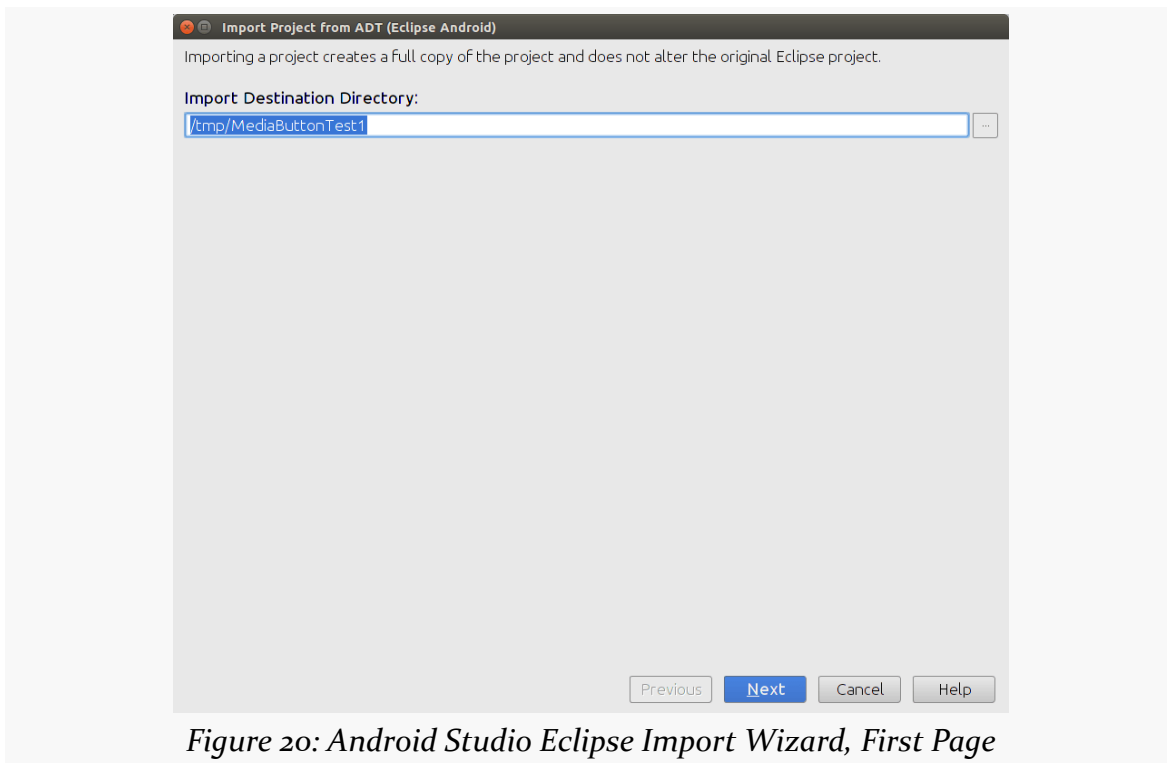 Import Project from ADT (Eclipse Android)
Importing a project creates a full copy of the project and does not alter the original Eclipse project.
Import Destination Directory:
/tmp/MediaButtonTest1
...
Previous Next Cancel Help
Figure 20: Android Studio Eclipse Import Wizard, First Page